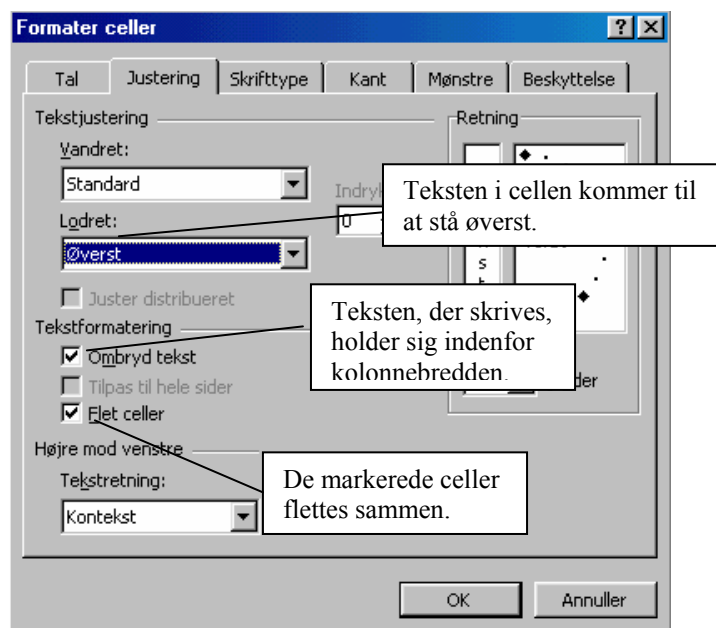 Formater celler
Tal Justering Skrifttype Kant Mønstre Beskyttelse
Tekstjustering
Retning
Vandret:
Standard
Lodret:
0
Øverst
Teksten i cellen kommer til
at stå øverst.
s
Juster distribueret
Tekstformatering
Teksten, der skrives,
holder sig indenfor
kolonnebredden.
Ombryd tekst
Tilpas til hele sider
Flet celler
Højre mod venstre
Tekstretning:
Kontekst
De markerede celler
flettes sammen.
OK Annuller